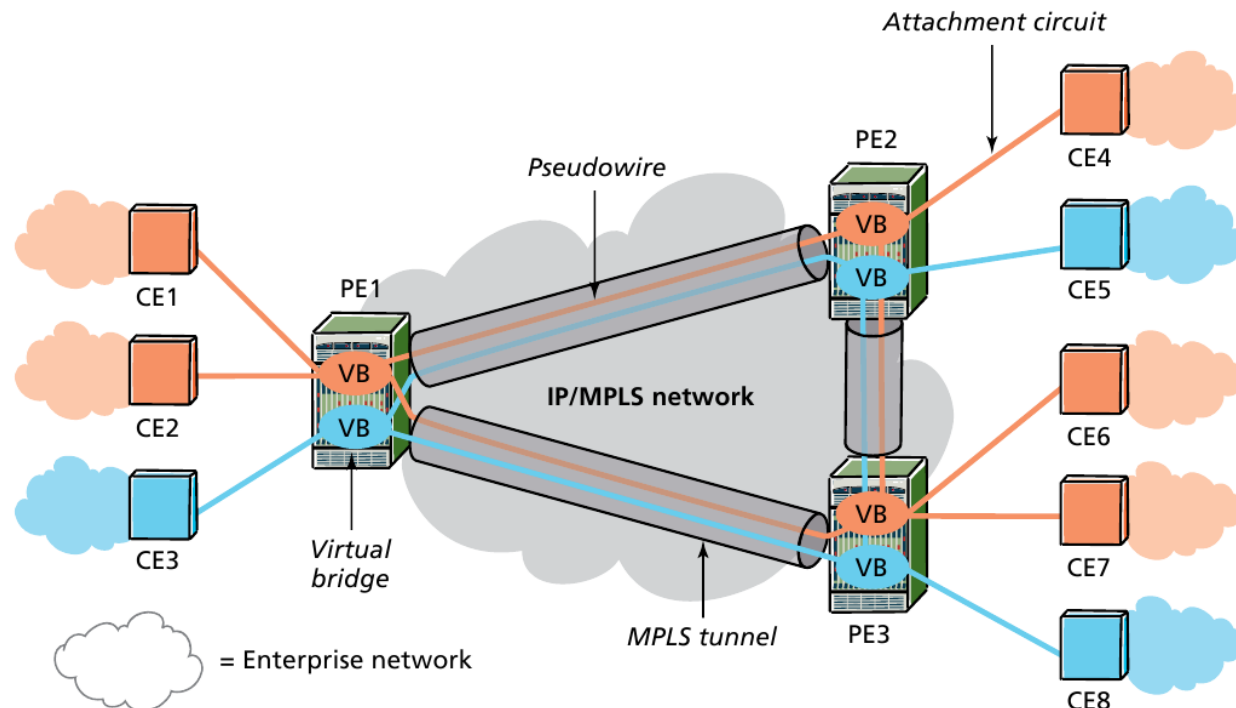 Attachment circuit
PE2
CE4
Pseudowire
VB
VB
CE5
CE1
PE1
VB
VB
CE2
IP/MPLS network
CE6
VB
VB
CE7
CE3
Virtual
bridge
MPLS tunnel
PE3
= Enterprise network
CE8